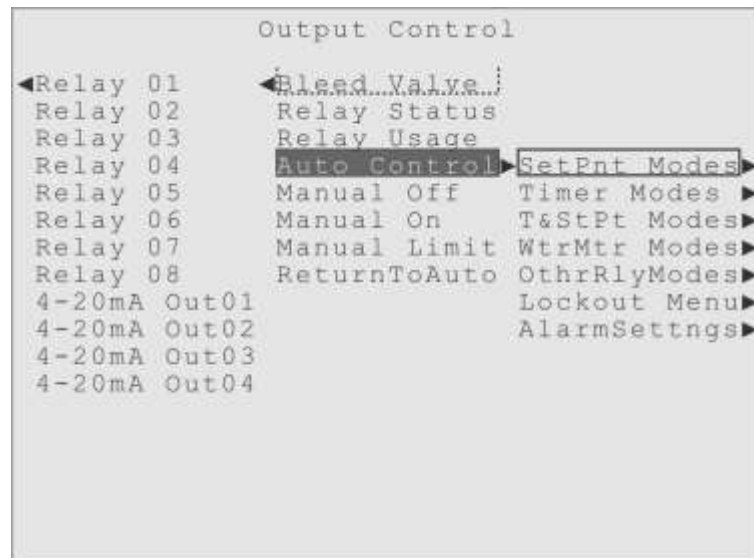 Output Control
Relay 01 Bleed Valve
Relay 02 Relay Status
Relay 03 Relay Usage
Relay 04 Auto Control SetPnt Modes
Relay 05 Manual Off Timer Modes
Relay 06 Manual On T&StPt Modes
Relay 07 Manual Limit WtrMtr Modes
Relay 08 ReturnToAuto OthrRlyModes
4-20mA Out01 Lockout Menu
4-20mA Out02 AlarmSettngs
4-20mA Out03
4-20mA Out04